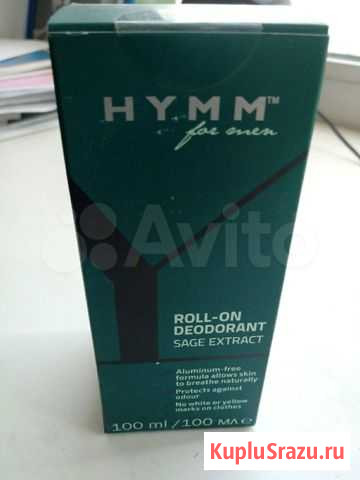 HYMM™
for men
Avito
ROLL-ON
DEODORANT
SAGE EXTRACT
Aluminum-free
formula allows skin
to breathe naturally
Protects against
odour
No white or yellow
marks on clothes
100 ml/100 мл ℮
KupluSrazu.ru